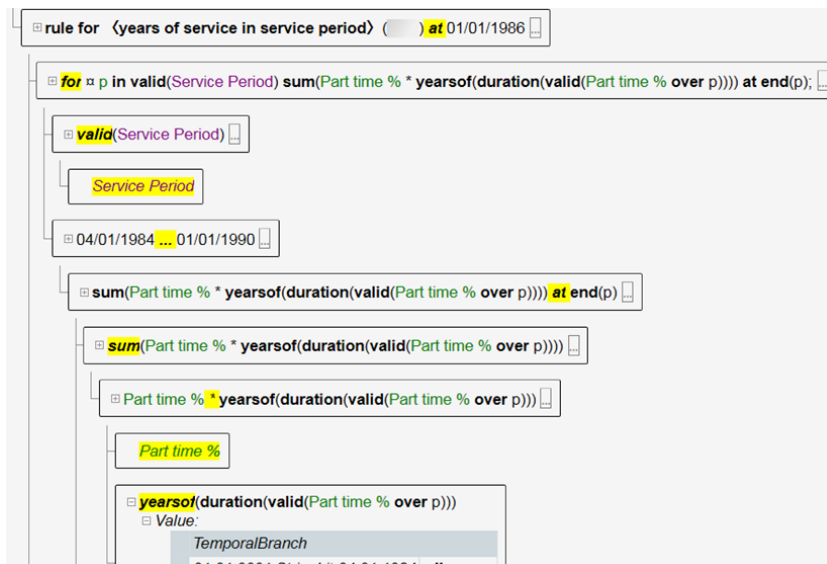 rule for 〈years of service in service period〉 ( ) at 01/01/1986 ...
for ¤ p in valid(Service Period) sum(Part time % * yearsof(duration(valid(Part time % over p)))) at end(p); ...
valid(Service Period) ...
Service Period
04/01/1984 ... 01/01/1990 ...
sum(Part time % * yearsof(duration(valid(Part time % over p)))) at end(p) ...
sum(Part time % * yearsof(duration(valid(Part time % over p)))) ...
Part time % * yearsof(duration(valid(Part time % over p))) ...
Part time %
yearsof(duration(valid(Part time % over p)))
Value:
TemporalBranch